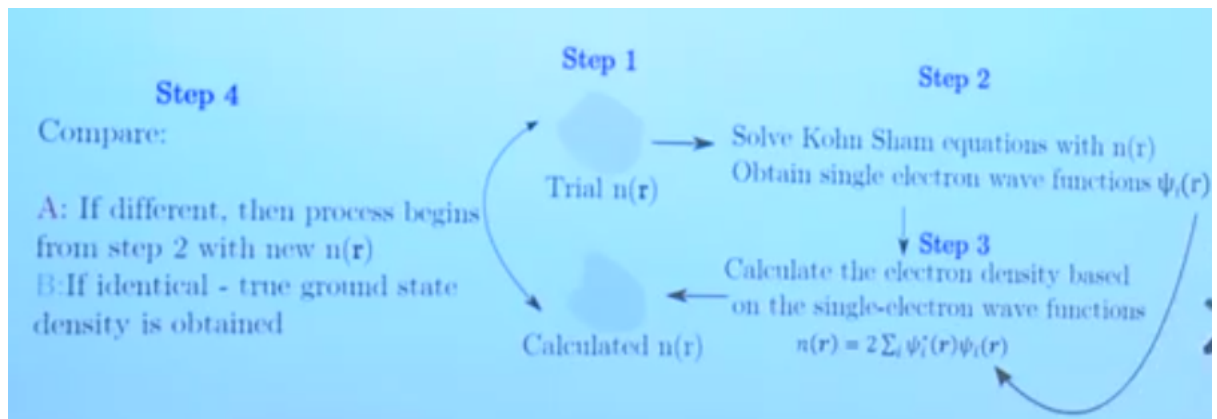 Step 1
Trial n(r)
Step 2
Solve Kohn Sham equations with n(r)
Obtain single electron wave functions ψᵢ(r)
Step 3
Calculate the electron density based
on the single-electron wave functions
n(r) = 2∑ᵢ ψᵢ*(r)ψᵢ(r)
Calculated n(r)
Step 4
Compare:
A: If different, then process begins
from step 2 with new n(r)
B:If identical - true ground state
density is obtained